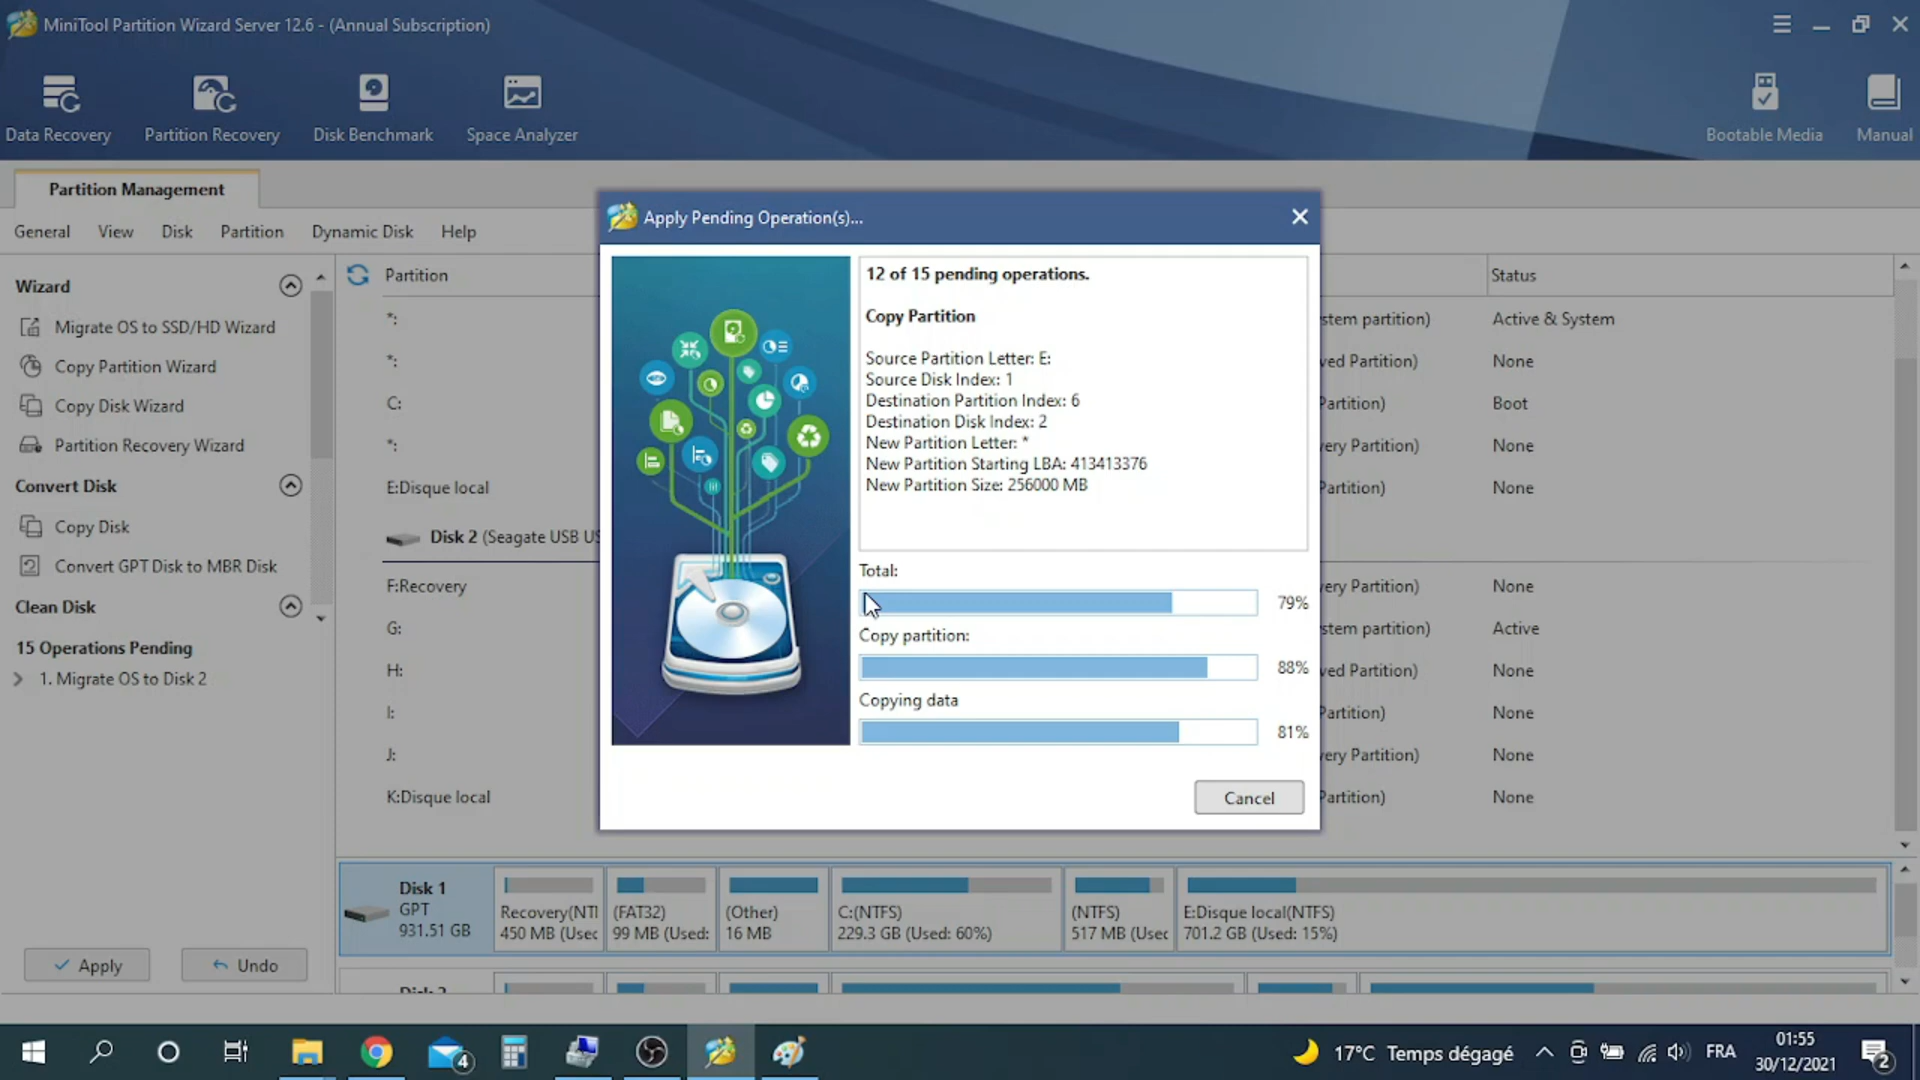 MiniTool Partition Wizard Server 12.6 - (Annual Subscription)
Data Recovery
Partition Recovery
Disk Benchmark
Space Analyzer
Bootable Media
Manual
Partition Management
General View Disk Partition Dynamic Disk Help
Wizard
Migrate OS to SSD/HD Wizard
Copy Partition Wizard
Copy Disk Wizard
Partition Recovery Wizard
Convert Disk
Copy Disk
Convert GPT Disk to MBR Disk
Clean Disk
15 Operations Pending
1. Migrate OS to Disk 2
Apply Undo
Partition Status
*: stem partition) Active & System
*: ved Partition) None
C: Partition) Boot
*: very Partition) None
E:Disque local Partition) None
Disk 2 (Seagate USB US
F:Recovery very Partition) None
G: stem partition) Active
H: ved Partition) None
I: Partition) None
J: very Partition) None
K:Disque local Partition) None
Apply Pending Operation(s)...
12 of 15 pending operations.
Copy Partition
Source Partition Letter: E:
Source Disk Index: 1
Destination Partition Index: 6
Destination Disk Index: 2
New Partition Letter: *
New Partition Starting LBA: 413413376
New Partition Size: 256000 MB
Total:
79%
Copy partition:
88%
Copying data
81%
Cancel
Disk 1
GPT
931.51 GB
Recovery(NTI
450 MB (Usec
(FAT32)
99 MB (Used:
(Other)
16 MB
C:(NTFS)
229.3 GB (Used: 60%)
(NTFS)
517 MB (Usec
E:Disque local(NTFS)
701.2 GB (Used: 15%)
4
17°C Temps dégagé
FRA
01:55
30/12/2021
2